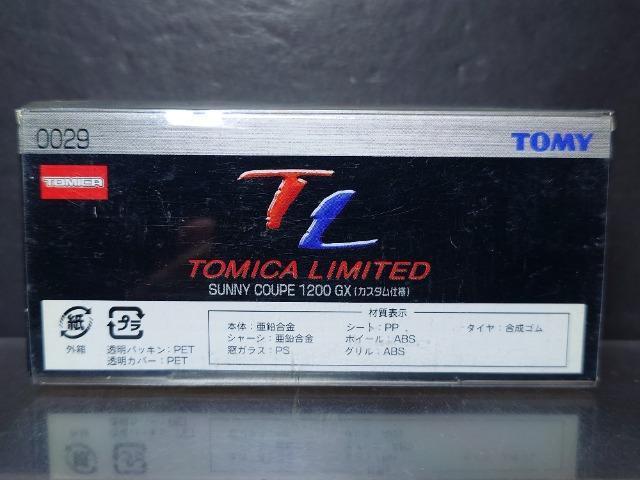 0029
TOMY
TOMICA
TL
TOMICA LIMITED
SUNNY COUPE 1200 GX (カスタム仕様)
紙
外箱
プラ
透明パッキン:PET
透明カバー:PET
材質表示
本体:亜鉛合金
シャーシ:亜鉛合金
窓ガラス:PS
シート:PP
ホイール:ABS
グリル:ABS
タイヤ:合成ゴム